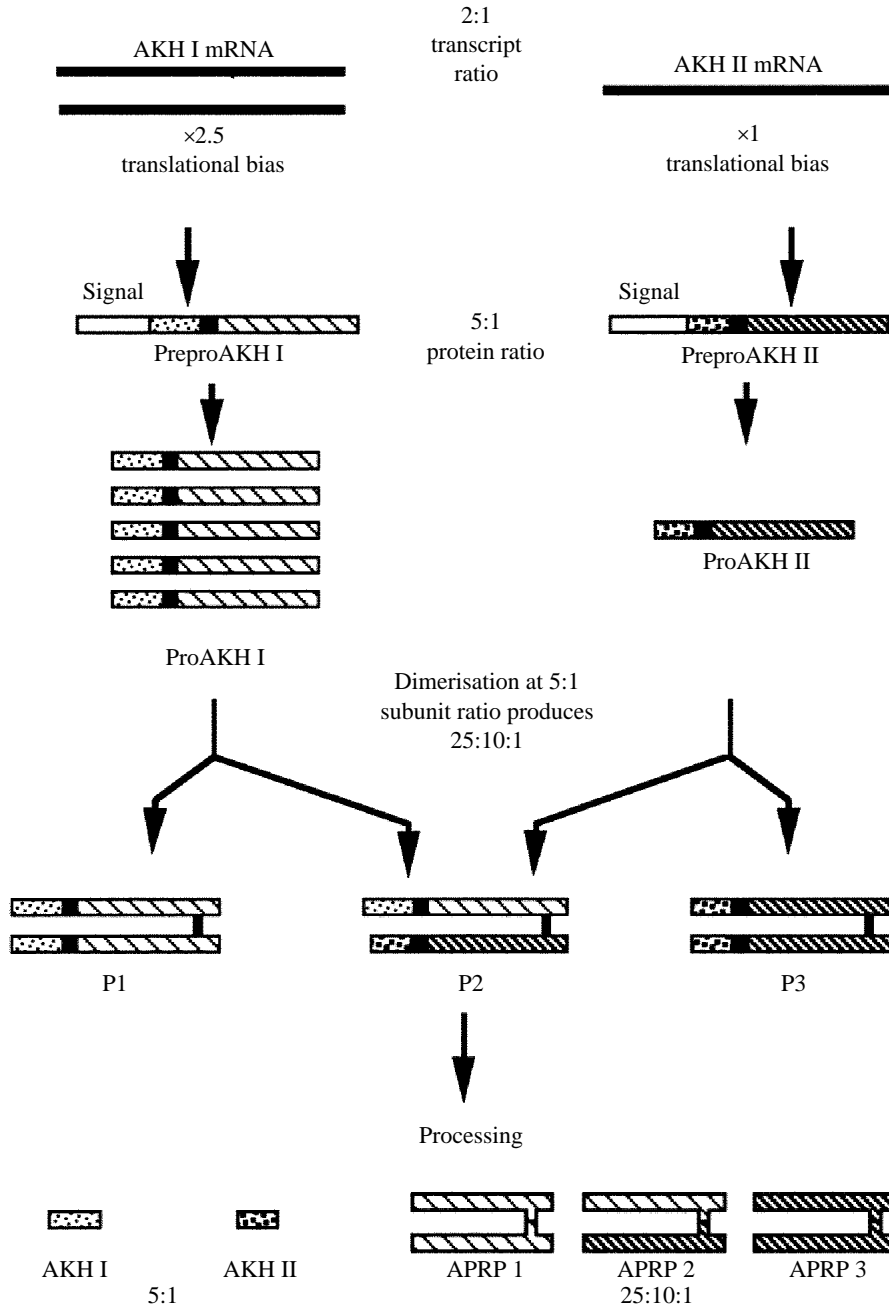 2:1
transcript
ratio
AKH I mRNA
AKH II mRNA
×2.5
translational bias
×1
translational bias
Signal
PreproAKH I
5:1
protein ratio
Signal
PreproAKH II
ProAKH I
ProAKH II
Dimerisation at 5:1
subunit ratio produces
25:10:1
P1
P2
P3
Processing
AKH I
AKH II
5:1
APRP 1
APRP 2
APRP 3
25:10:1